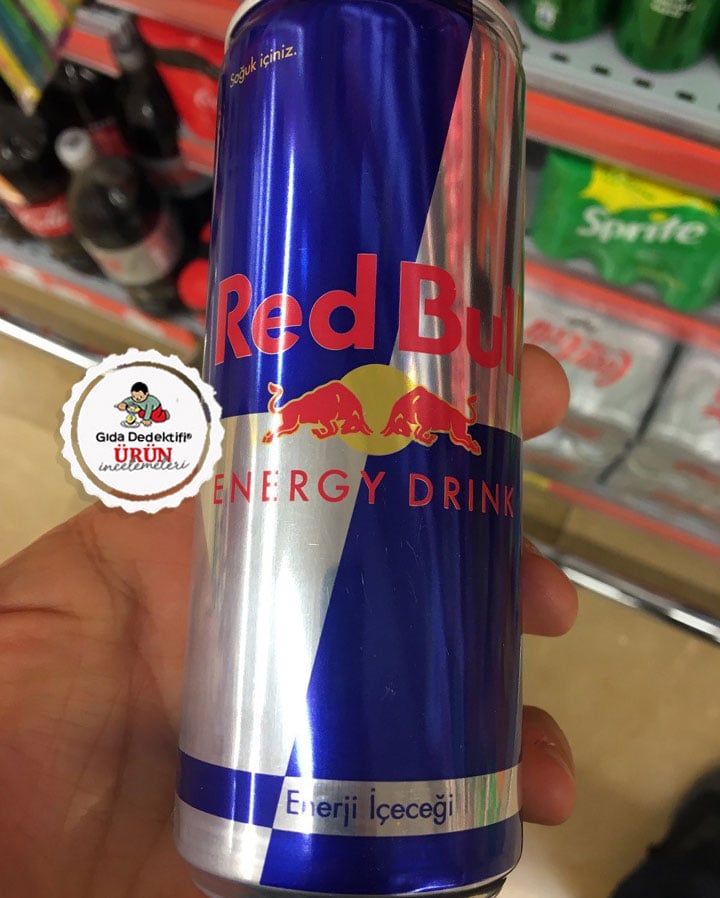 Soğuk içiniz.
Red Bul
ENERGY DRINK
Enerji İçeceği
Gıda Dedektifi®
ÜRÜN
incelemeleri
Sprite